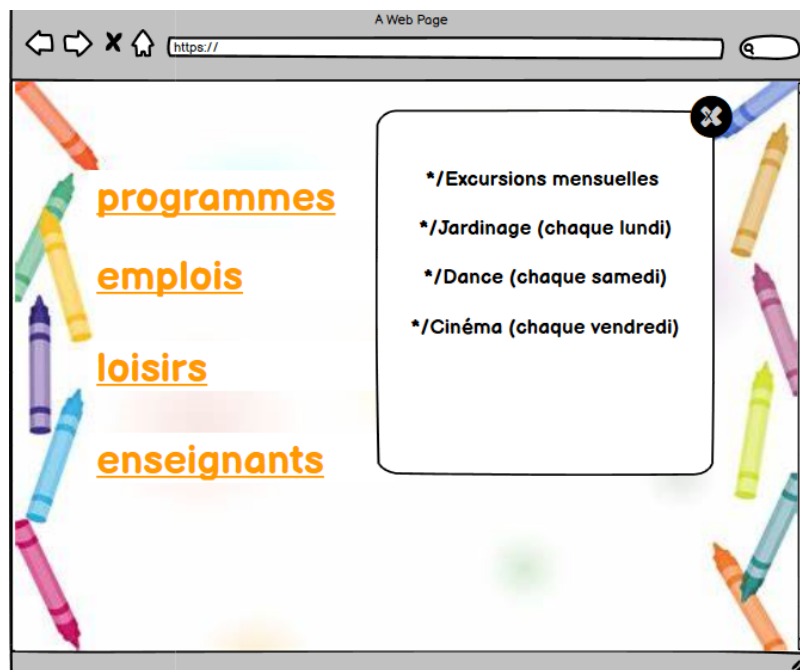 A Web Page
https://
programmes
emplois
loisirs
enseignants
*/Excursions mensuelles
*/Jardinage (chaque lundi)
*/Dance (chaque samedi)
*/Cinéma (chaque vendredi)